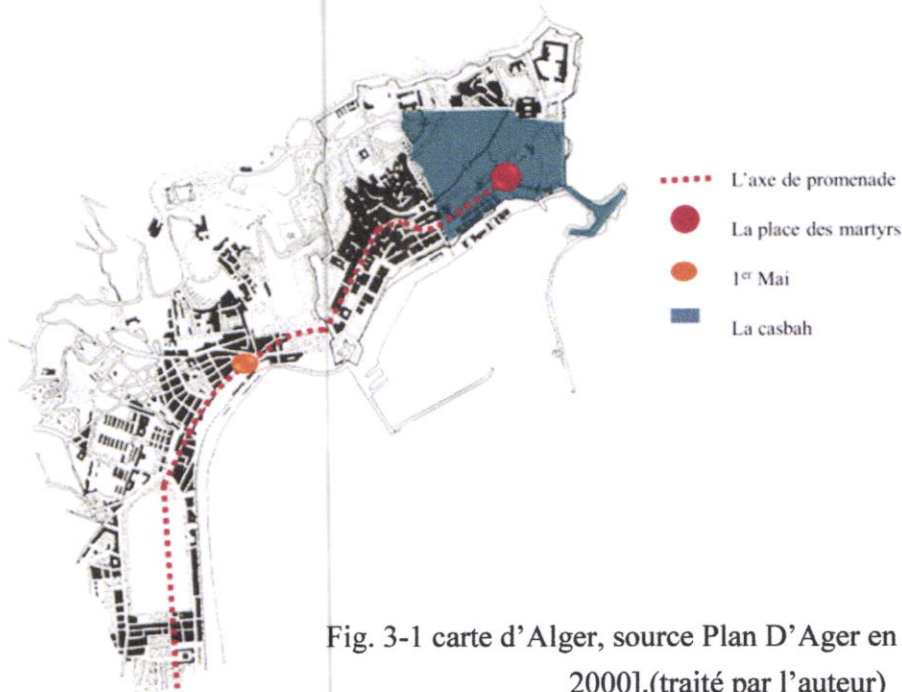 L'axe de promenade
La place des martyrs
1er Mai
La casbah
Fig. 3-1 carte d'Alger, source Plan D'Ager en
2000].(traité par l'auteur)